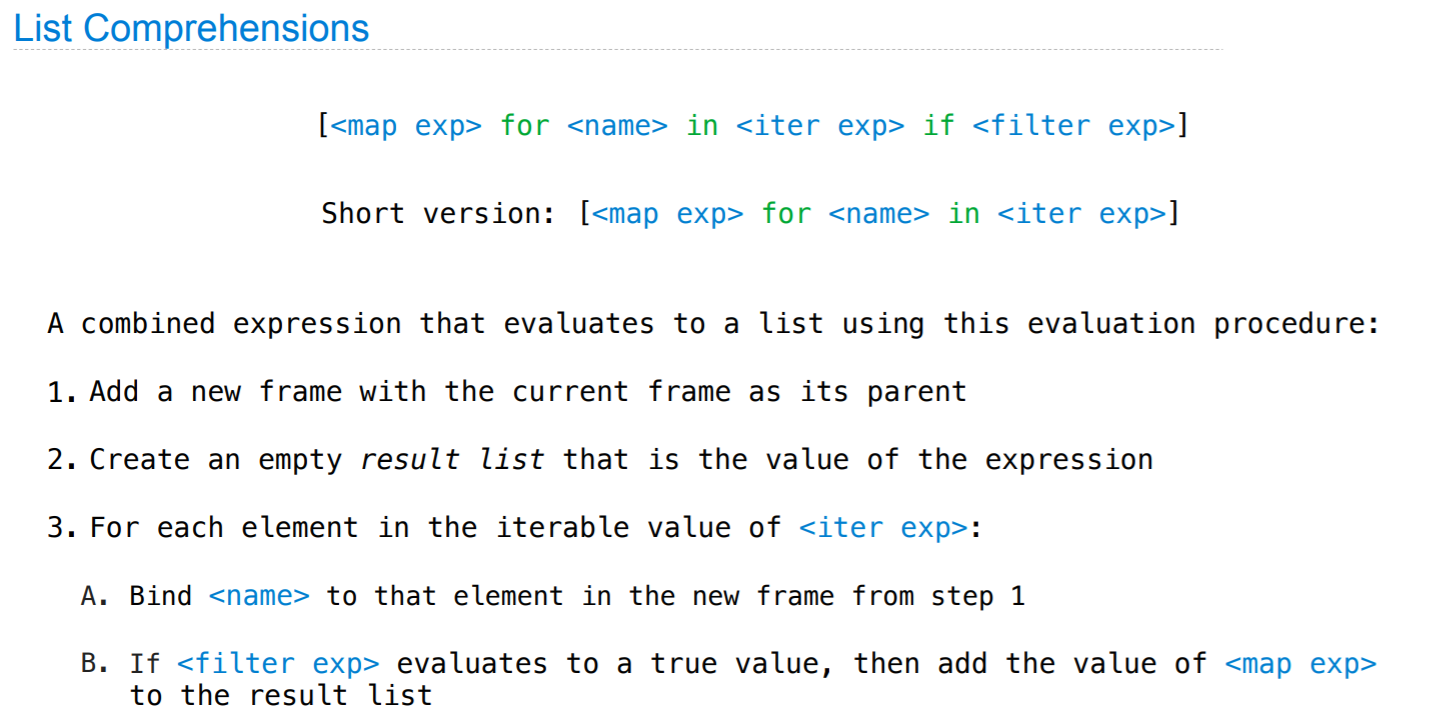 List Comprehensions
[<map exp> for <name> in <iter exp> if <filter exp>]
Short version: [<map exp> for <name> in <iter exp>]
A combined expression that evaluates to a list using this evaluation procedure:
1. Add a new frame with the current frame as its parent
2. Create an empty result list that is the value of the expression
3. For each element in the iterable value of <iter exp>:
A. Bind <name> to that element in the new frame from step 1
B. If <filter exp> evaluates to a true value, then add the value of <map exp>
to the result list